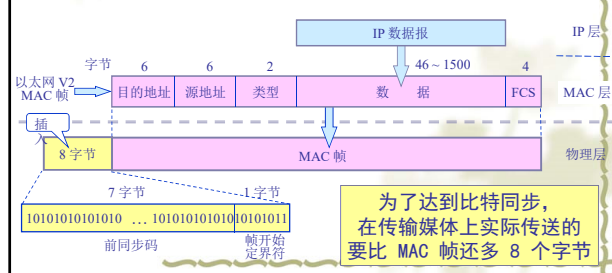 IP 数据报
IP 层
字节
6
6
2
46 ~ 1500
4
以太网 V2
MAC 帧
目的地址
源地址
类型
数 据
FCS
MAC 层
插
入
8 字节
MAC 帧
物理层
7 字节
1 字节
10101010101010 … 10101010101010101011
前同步码
帧开始
定界符
为了达到比特同步，
在传输媒体上实际传送的
要比 MAC 帧还多 8 个字节